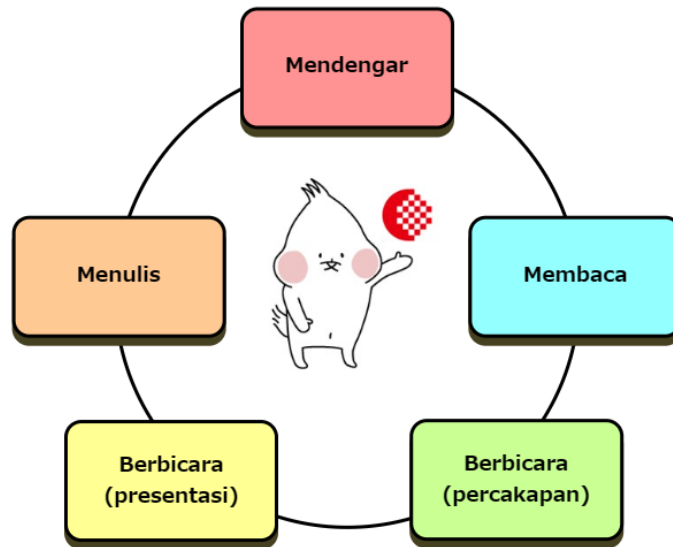 Mendengar
Menulis
Membaca
Berbicara
(presentasi)
Berbicara
(percakapan)